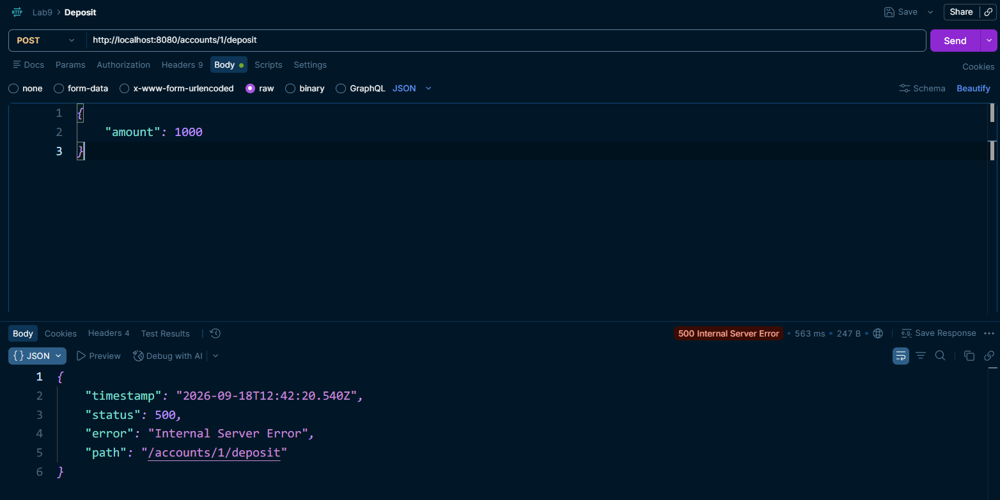 HTTP Lab9 > Deposit Save Share
POST http://localhost:8080/accounts/1/deposit Send
Docs Params Authorization Headers 9 Body Scripts Settings Cookies
none form-data x-www-form-urlencoded raw binary GraphQL JSON Schema Beautify
1 {
2 "amount": 1000
3 }
Body Cookies Headers 4 Test Results 500 Internal Server Error • 563 ms • 247 B • e.g. Save Response
{} JSON Preview Debug with AI
1 {
2 "timestamp": "2026-09-18T12:42:20.540Z",
3 "status": 500,
4 "error": "Internal Server Error",
5 "path": "/accounts/1/deposit"
6 }